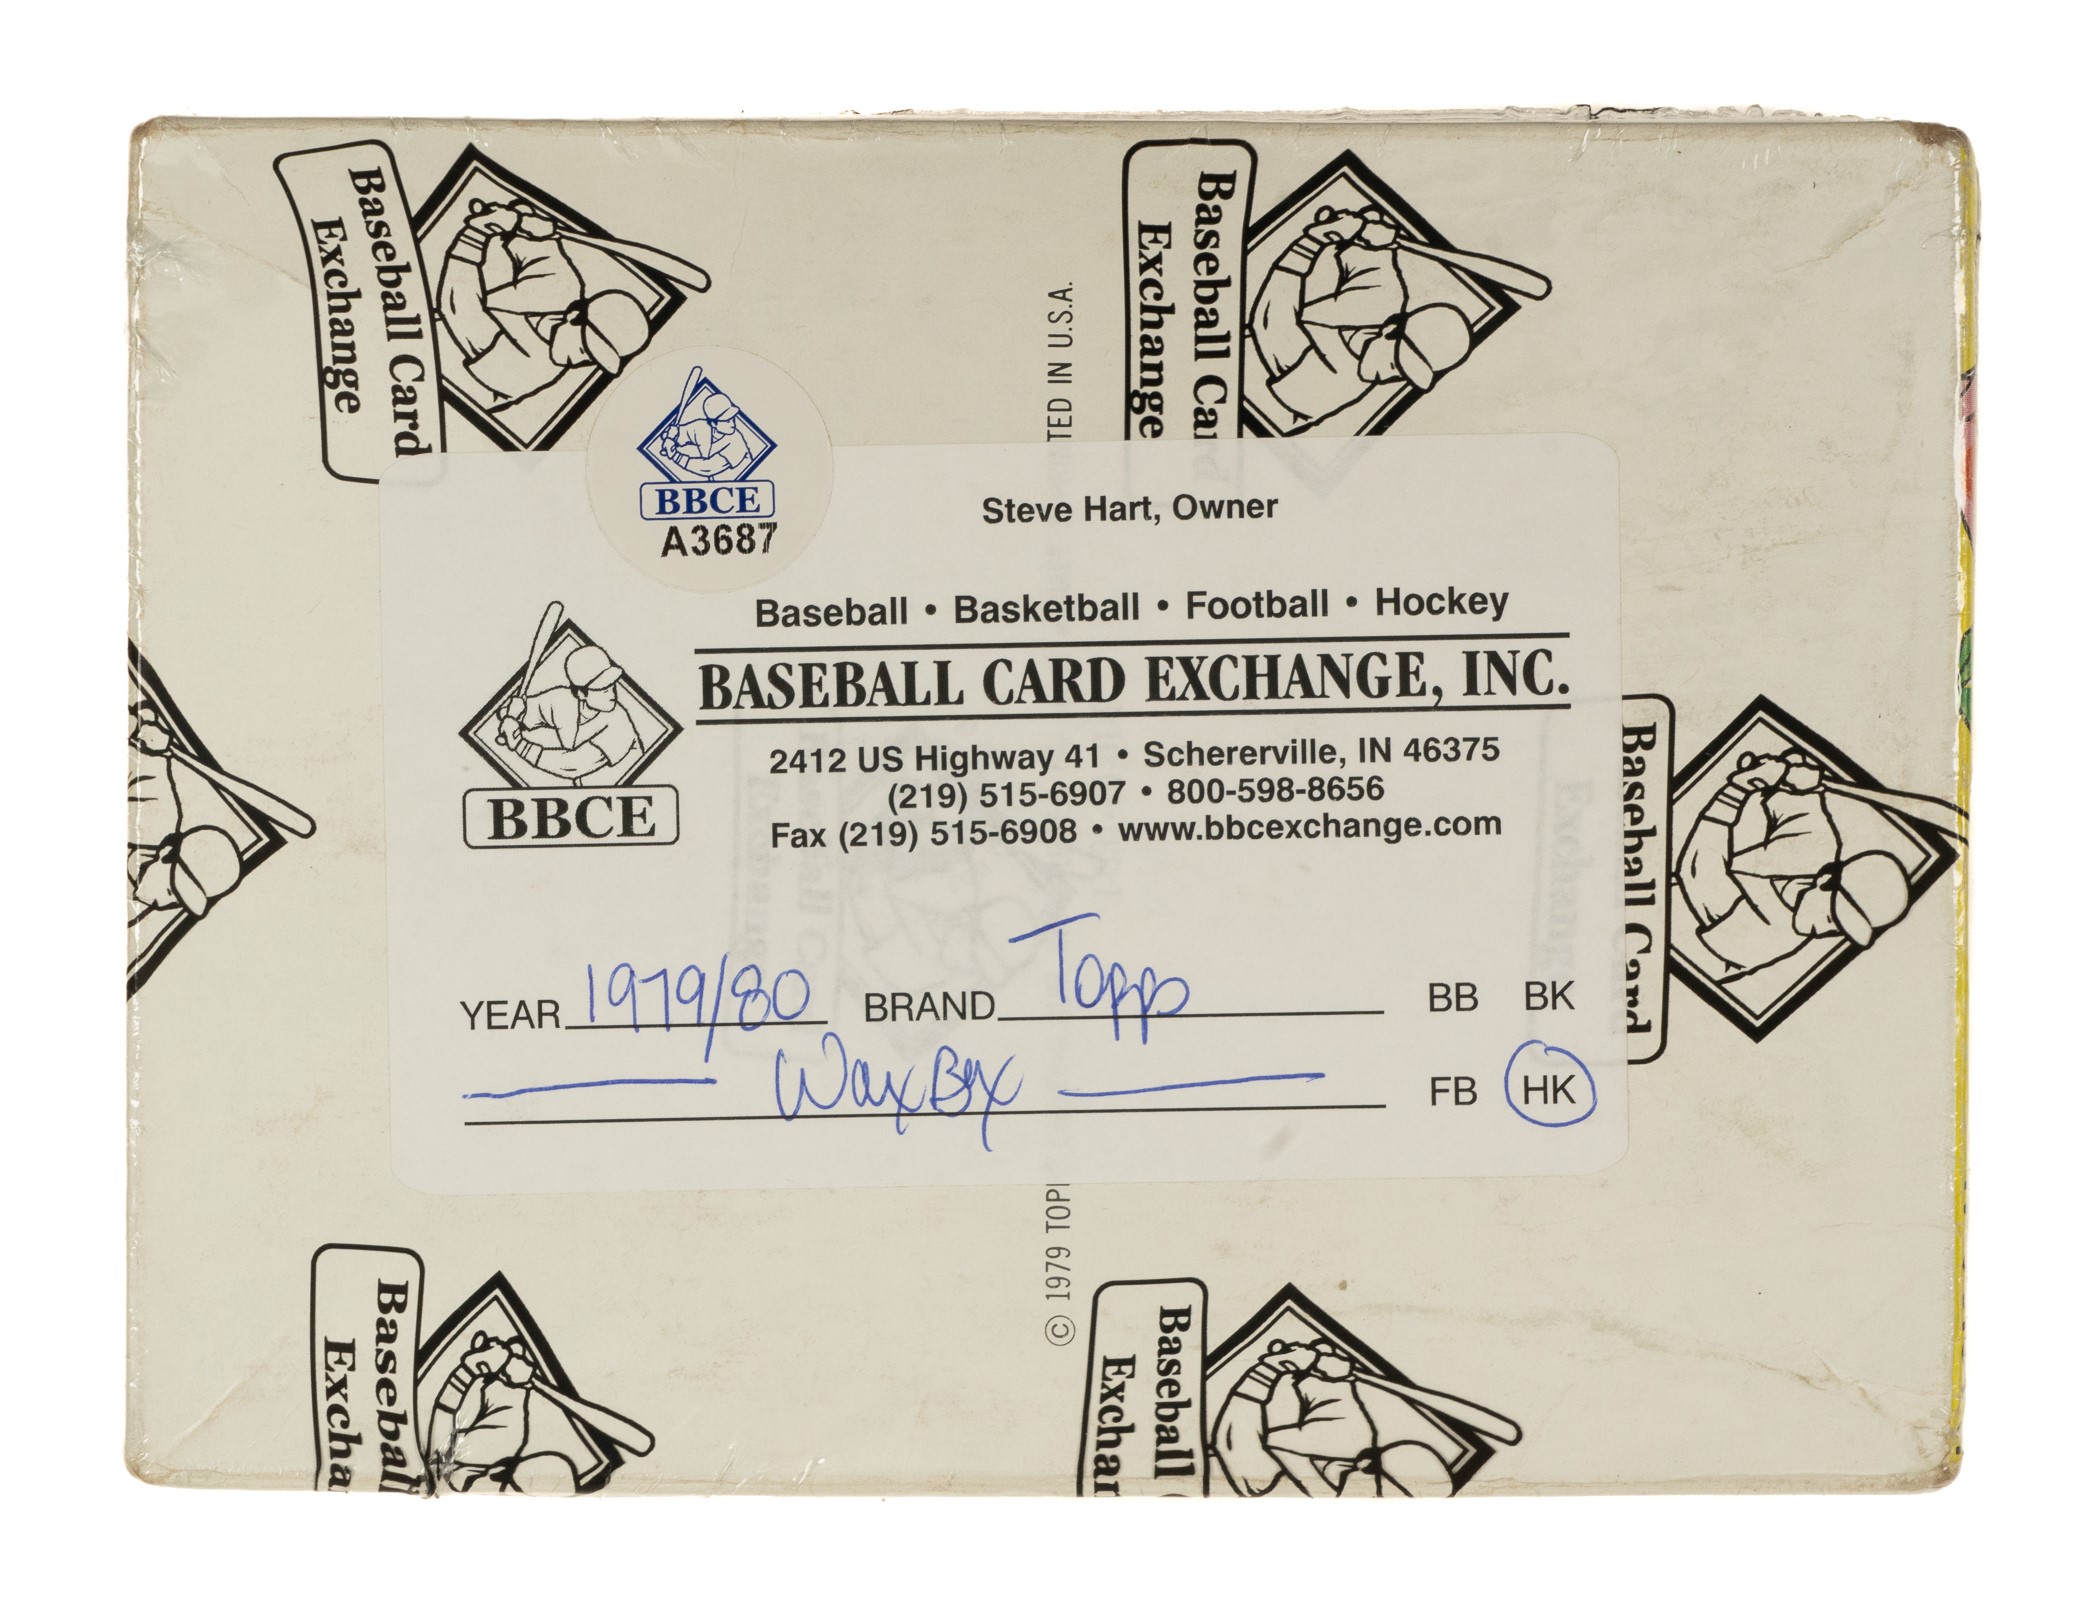 Baseball Card
Exchange
Baseball Card
Exchange
TED IN U.S.A.
BBCE
A3687
Steve Hart, Owner
Baseball • Basketball • Football • Hockey
BASEBALL CARD EXCHANGE, INC.
2412 US Highway 41 • Schererville, IN 46375
(219) 515-6907 • 800-598-8656
Fax (219) 515-6908 • www.bbcexchange.com
BBCE
Baseball Card
Exchang
YEAR 1979/80 BRAND Topps BB BK
Wax Box FB HK
© 1979 TOP
Baseball
Excha
Baseball
Exchan